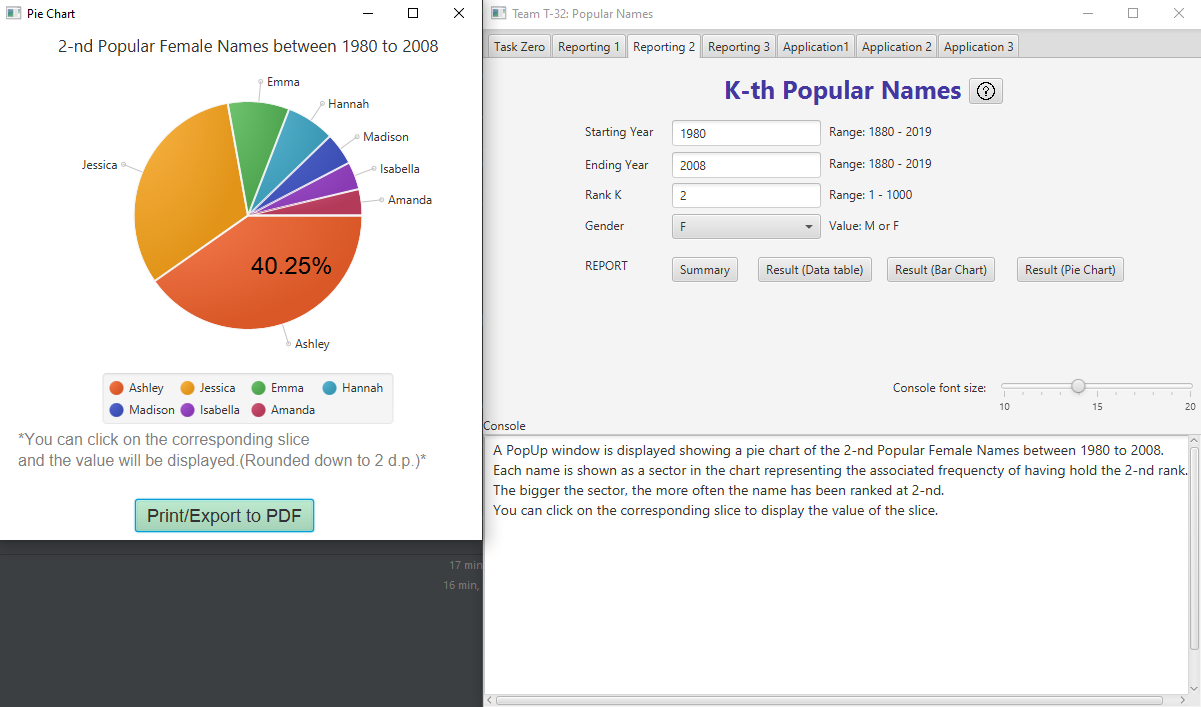 Pie Chart
2-nd Popular Female Names between 1980 to 2008
Emma
Hannah
Madison
Jessica
Isabella
Amanda
40.25%
Ashley
Ashley Jessica Emma Hannah
Madison Isabella Amanda
*You can click on the corresponding slice
and the value will be displayed.(Rounded down to 2 d.p.)*
Print/Export to PDF
17 min
16 min,
Team T-32: Popular Names
Task Zero Reporting 1 Reporting 2 Reporting 3 Application1 Application 2 Application 3
K-th Popular Names ?
Starting Year 1980 Range: 1880 - 2019
Ending Year 2008 Range: 1880 - 2019
Rank K 2 Range: 1 - 1000
Gender F Value: M or F
REPORT Summary Result (Data table) Result (Bar Chart) Result (Pie Chart)
Console font size:
10 15 20
Console
A PopUp window is displayed showing a pie chart of the 2-nd Popular Female Names between 1980 to 2008.
Each name is shown as a sector in the chart representing the associated frequencty of having hold the 2-nd rank.
The bigger the sector, the more often the name has been ranked at 2-nd.
You can click on the corresponding slice to display the value of the slice.